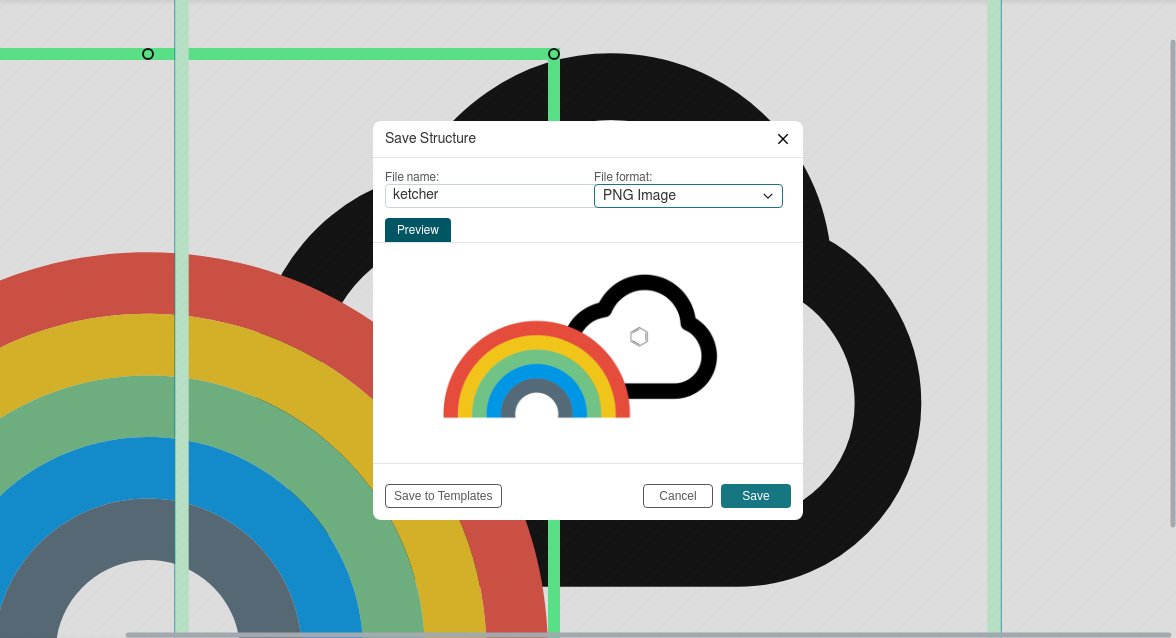 Save Structure
File name: File format:
ketcher PNG Image
Preview
Save to Templates Cancel Save